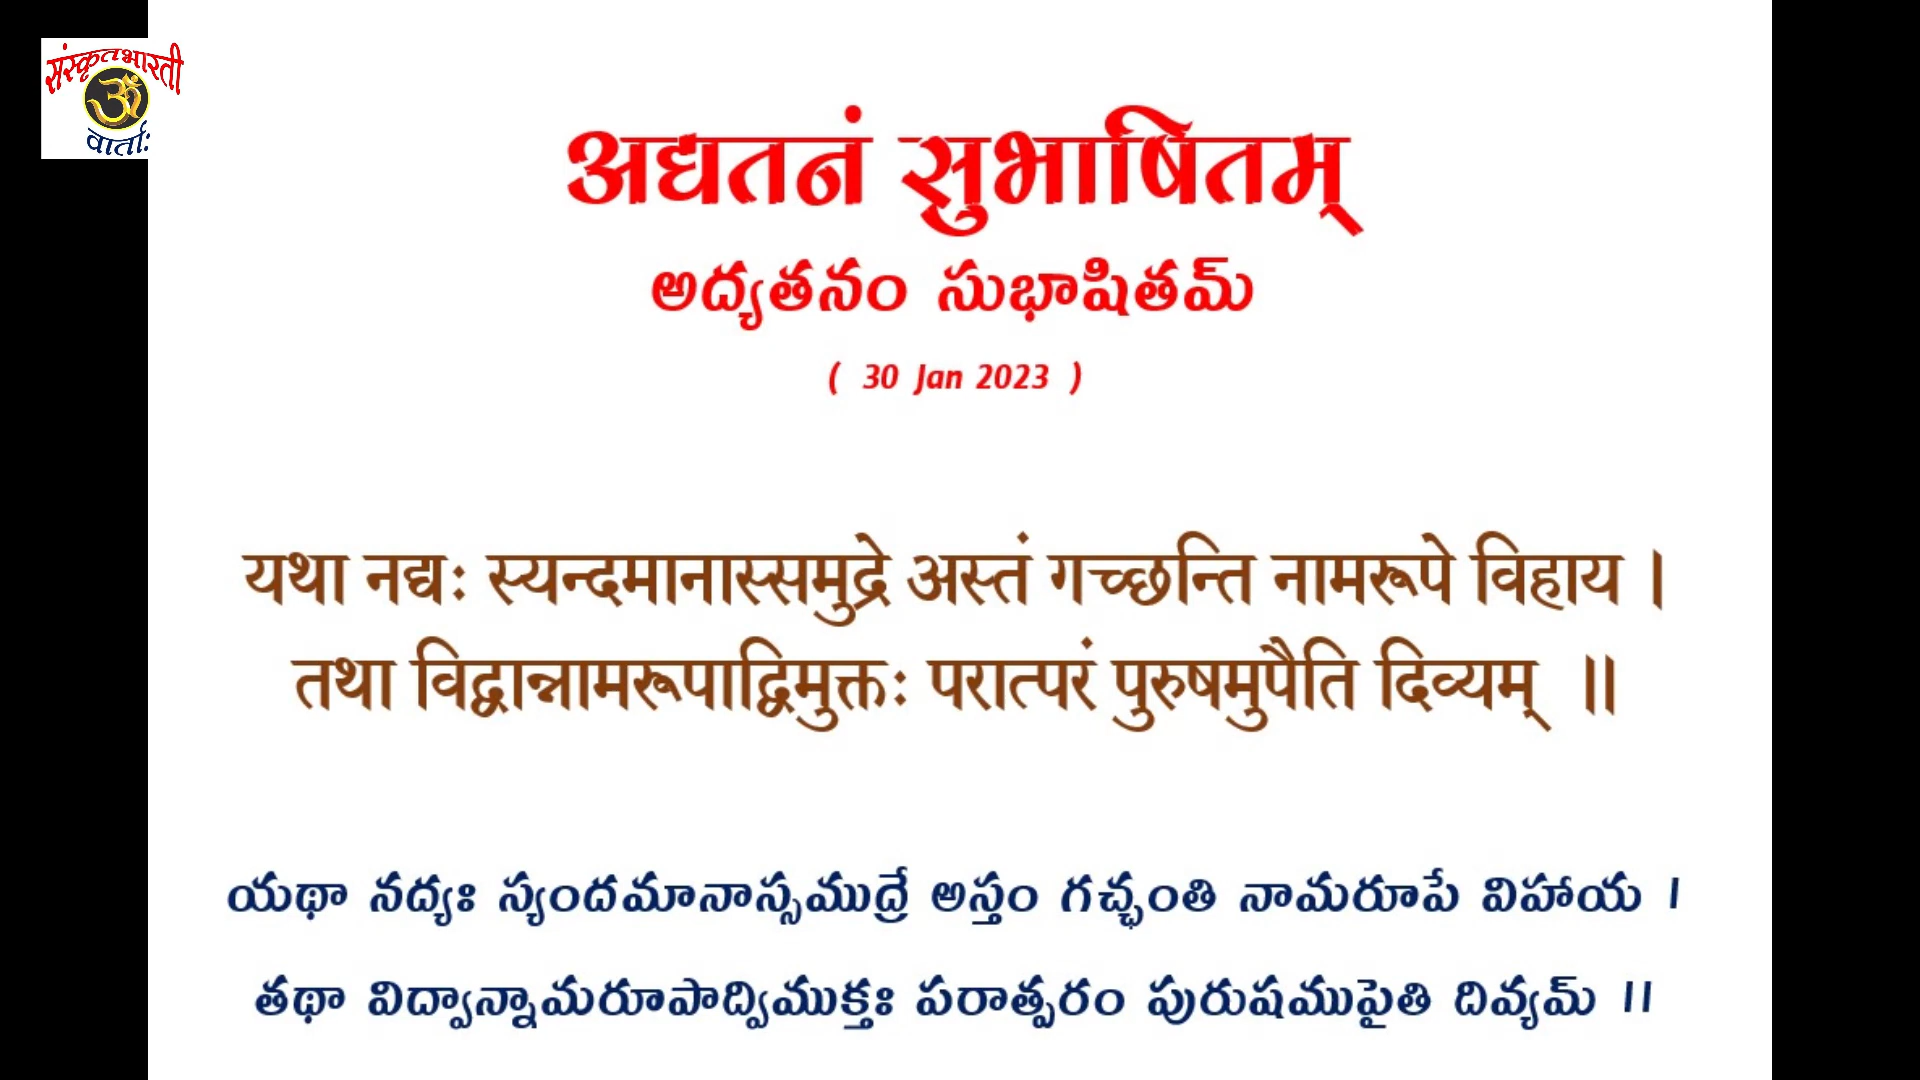 संस्कृतभारती
ॐ
वार्ताः
अद्यतनं सुभाषितम्
అద్యతనం సుభాషితమ్
( 30 Jan 2023 )
यथा नद्यः स्यन्दमानास्समुद्रे अस्तं गच्छन्ति नामरूपे विहाय ।
तथा विद्वान्नामरूपाद्विमुक्तः परात्परं पुरुषमुपैति दिव्यम् ॥
యథా నద్యః స్యందమానాస్సముద్రే అస్తం గచ్ఛంతి నామరూపే విహాయ ।
తథా విద్వాన్నామరూపాద్విముక్తః పరాత్పరం పురుషముపైతి దివ్యమ్ ।।